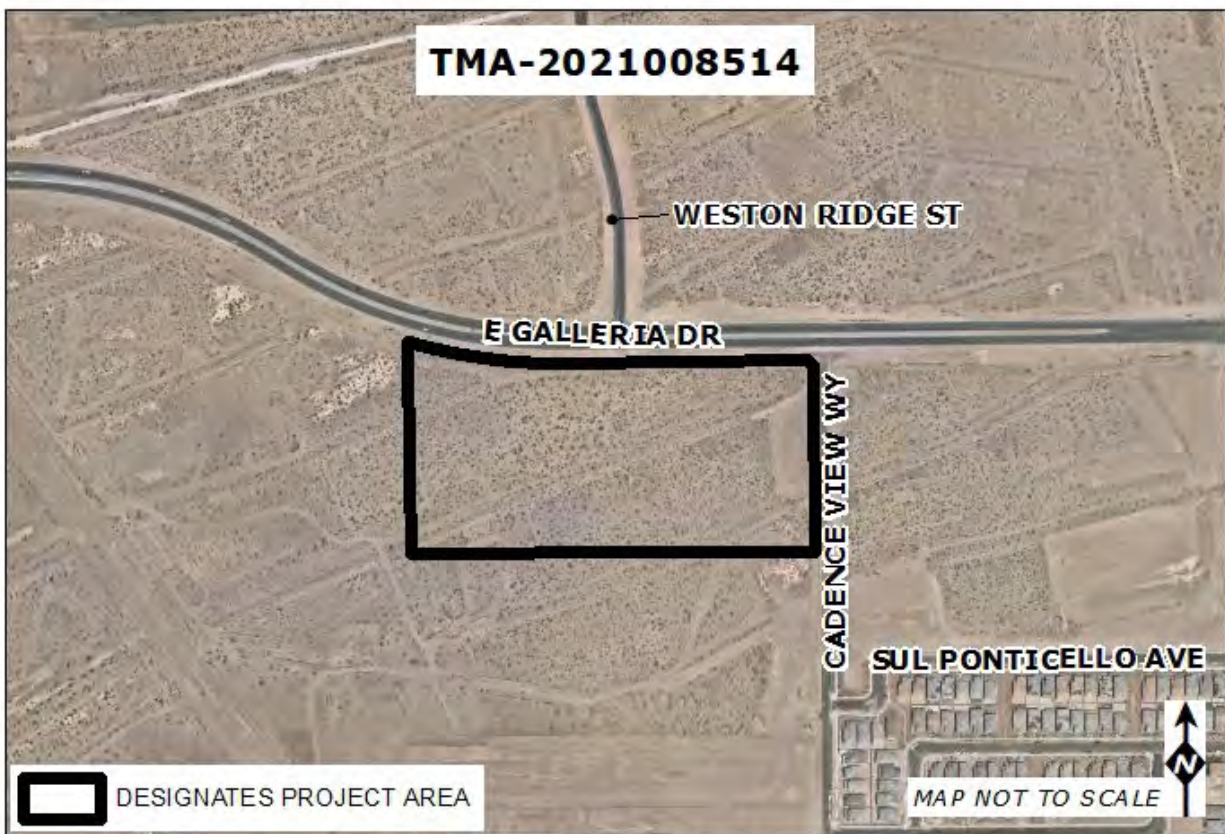 TMA-2021008514
WESTON RIDGE ST
E GALLERIA DR
CADENCE VIEW WY
SUL PONTICELLO AVE
N
DESIGNATES PROJECT AREA
MAP NOT TO SCALE